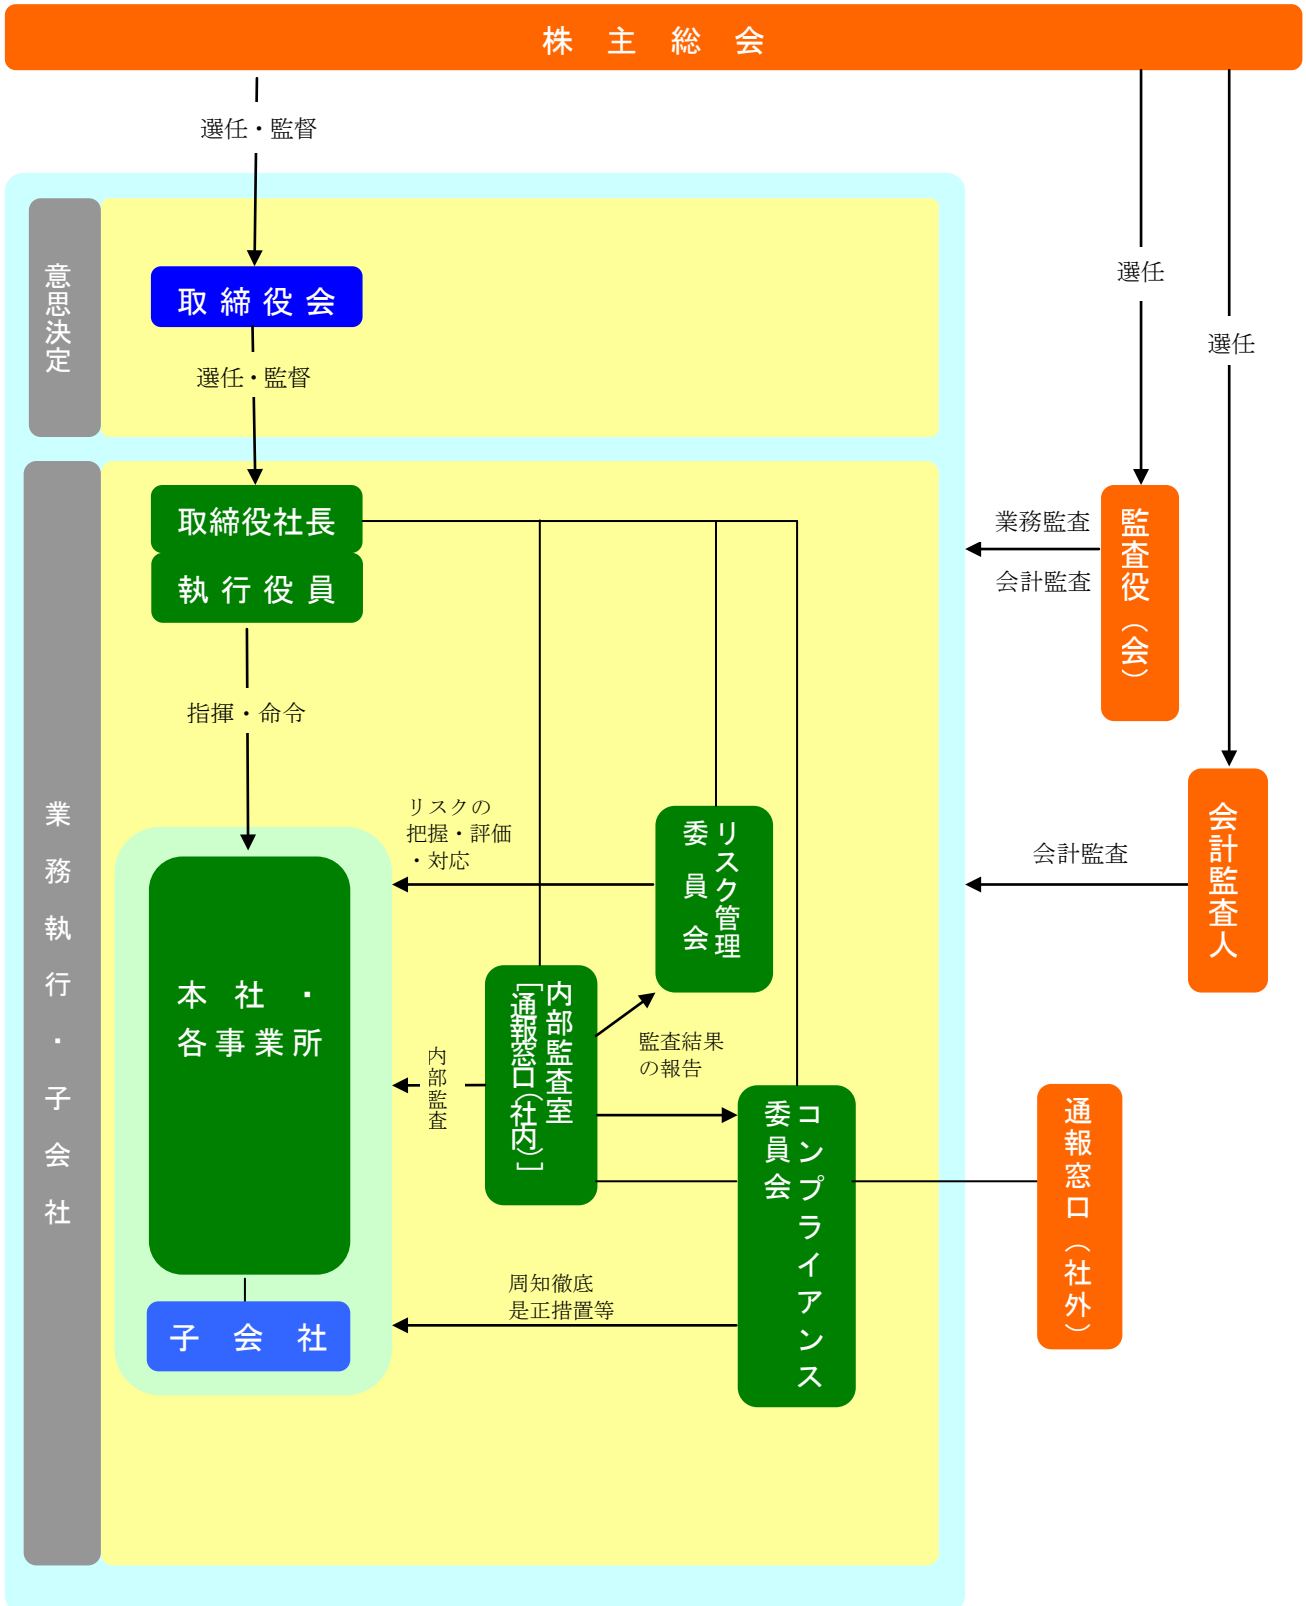 株主総会
選任・監督
選任
選任
意思決定
取締役会
選任・監督
業務執行・子会社
取締役社長
執行役員
指揮・命令
業務監査
会計監査
監査役（会）
会計監査
会計監査人
リスクの
把握・評価
・対応
リスク管理
委員会
本社・
各事業所
内部監査
内部監査室
［通報窓口（社内）］
監査結果
の報告
コンプライアンス
委員会
通報窓口（社外）
周知徹底
是正措置等
子会社